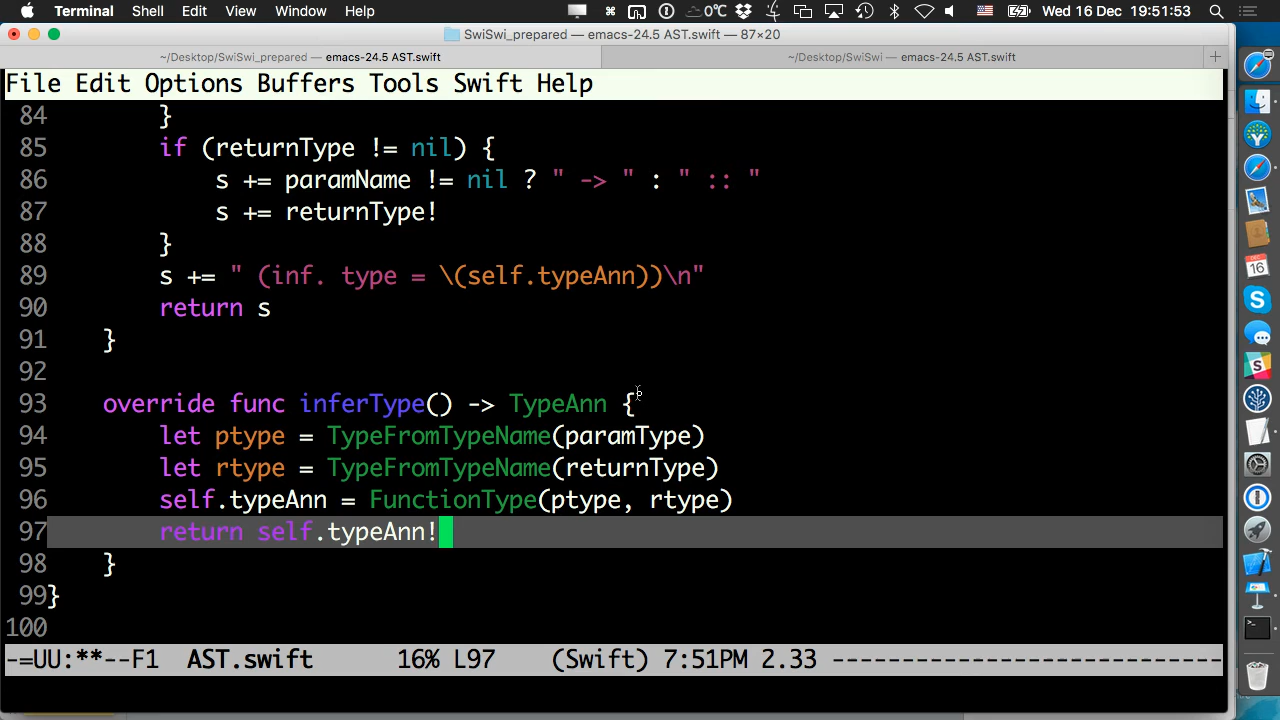 Terminal Shell Edit View Window Help 0°C Wed 16 Dec 19:51:53
SwiSwi_prepared — emacs-24.5 AST.swift — 87×20
~/Desktop/SwiSwi_prepared — emacs-24.5 AST.swift ~/Desktop/SwiSwi — emacs-24.5 AST.swift +
File Edit Options Buffers Tools Swift Help
84 }
85 if (returnType != nil) {
86 s += paramName != nil ? " -> " : " :: "
87 s += returnType!
88 }
89 s += " (inf. type = \(self.typeAnn))\n"
90 return s
91 }
92
93 override func inferType() -> TypeAnn {
94 let ptype = TypeFromTypeName(paramType)
95 let rtype = TypeFromTypeName(returnType)
96 self.typeAnn = FunctionType(ptype, rtype)
97 return self.typeAnn!
98 }
99 }
100
-=UU:**--F1 AST.swift 16% L97 (Swift) 7:51PM 2.33 ----------------------------
16